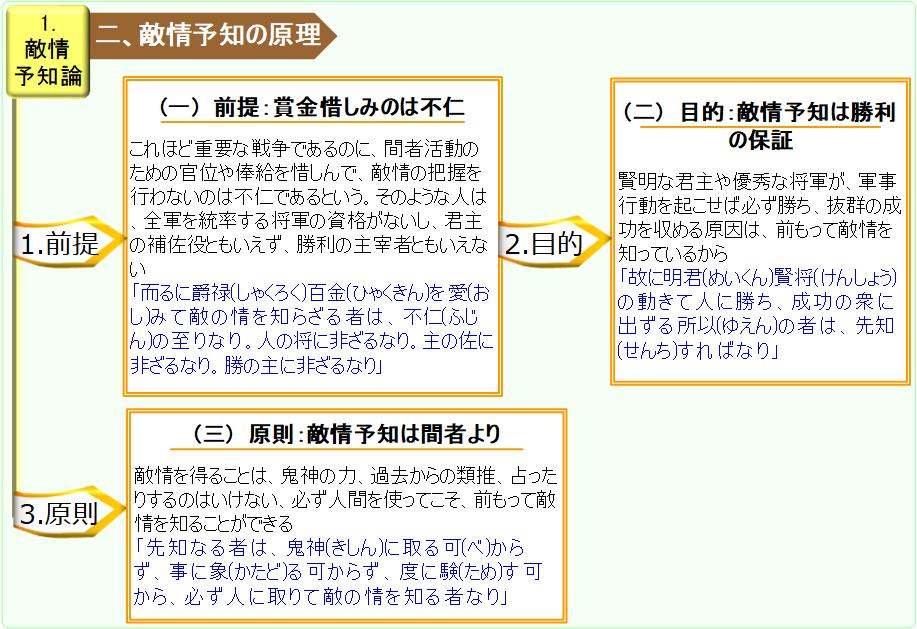 1.
敵情
予知論
二、敵情予知の原理
1.前提
（一） 前提：賞金惜しみのは不仁
これほど重要な戦争であるのに、間者活動の
ための官位や俸給を惜しんで、敵情の把握を
行わないのは不仁であるという。そのような人は
、全軍を統率する将軍の資格がないし、君主
の補佐役ともいえず、勝利の主宰者ともいえな
い
「而るに爵禄(しゃくろく)百金(ひゃくきん)を愛(お
し)みて敵の情を知らざる者は、不仁(ふじ
ん)の至りなり。人の将に非ざるなり。主の佐に
非ざるなり。勝の主に非ざるなり」
2.目的
（二） 目的：敵情予知は勝利
の保証
賢明な君主や優秀な将軍が、軍事
行動を起こせば必ず勝ち、抜群の成
功を収める原因は、前もって敵情を
知っているから
「故に明君(めいくん)賢将(けんしょう)
の動きて人に勝ち、成功の衆に
出ずる所以(ゆえん)の者は、先知
(せんち)すればなり」
3.原則
（三） 原則：敵情予知は間者より
敵情を得ることは、鬼神の力、過去からの類推、占った
りするのはいけない、必ず人間を使ってこそ、前もって敵
情を知ることができる
「先知なる者は、鬼神(きしん)に取る可(べ)から
ず、事に象(かたど)る可からず、度に験(ため)す可
から、必ず人に取りて敵の情を知る者なり」